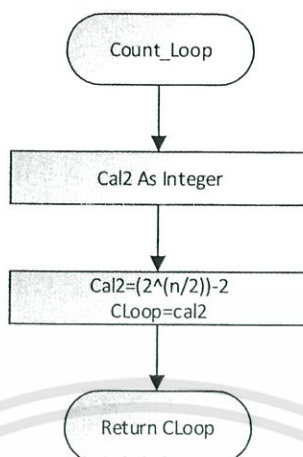 Count_Loop
Cal2 As Integer
Cal2=(2^(n/2))-2
CLoop=cal2
Return CLoop